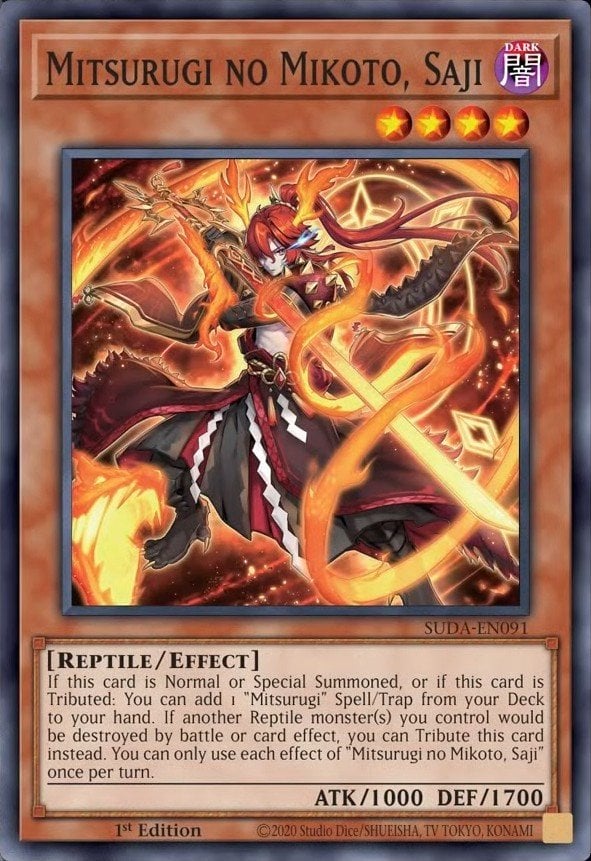 Mitsurugi no Mikoto, Saji
DARK
闇
SUDA-EN091
[Reptile/Effect]
If this card is Normal or Special Summoned, or if this card is
Tributed: You can add 1 "Mitsurugi" Spell/Trap from your Deck
to your hand. If another Reptile monster(s) you control would
be destroyed by battle or card effect, you can Tribute this card
instead. You can only use each effect of "Mitsurugi no Mikoto, Saji"
once per turn.
ATK/1000 DEF/1700
1st Edition
©2020 Studio Dice/SHUEISHA, TV TOKYO, KONAMI